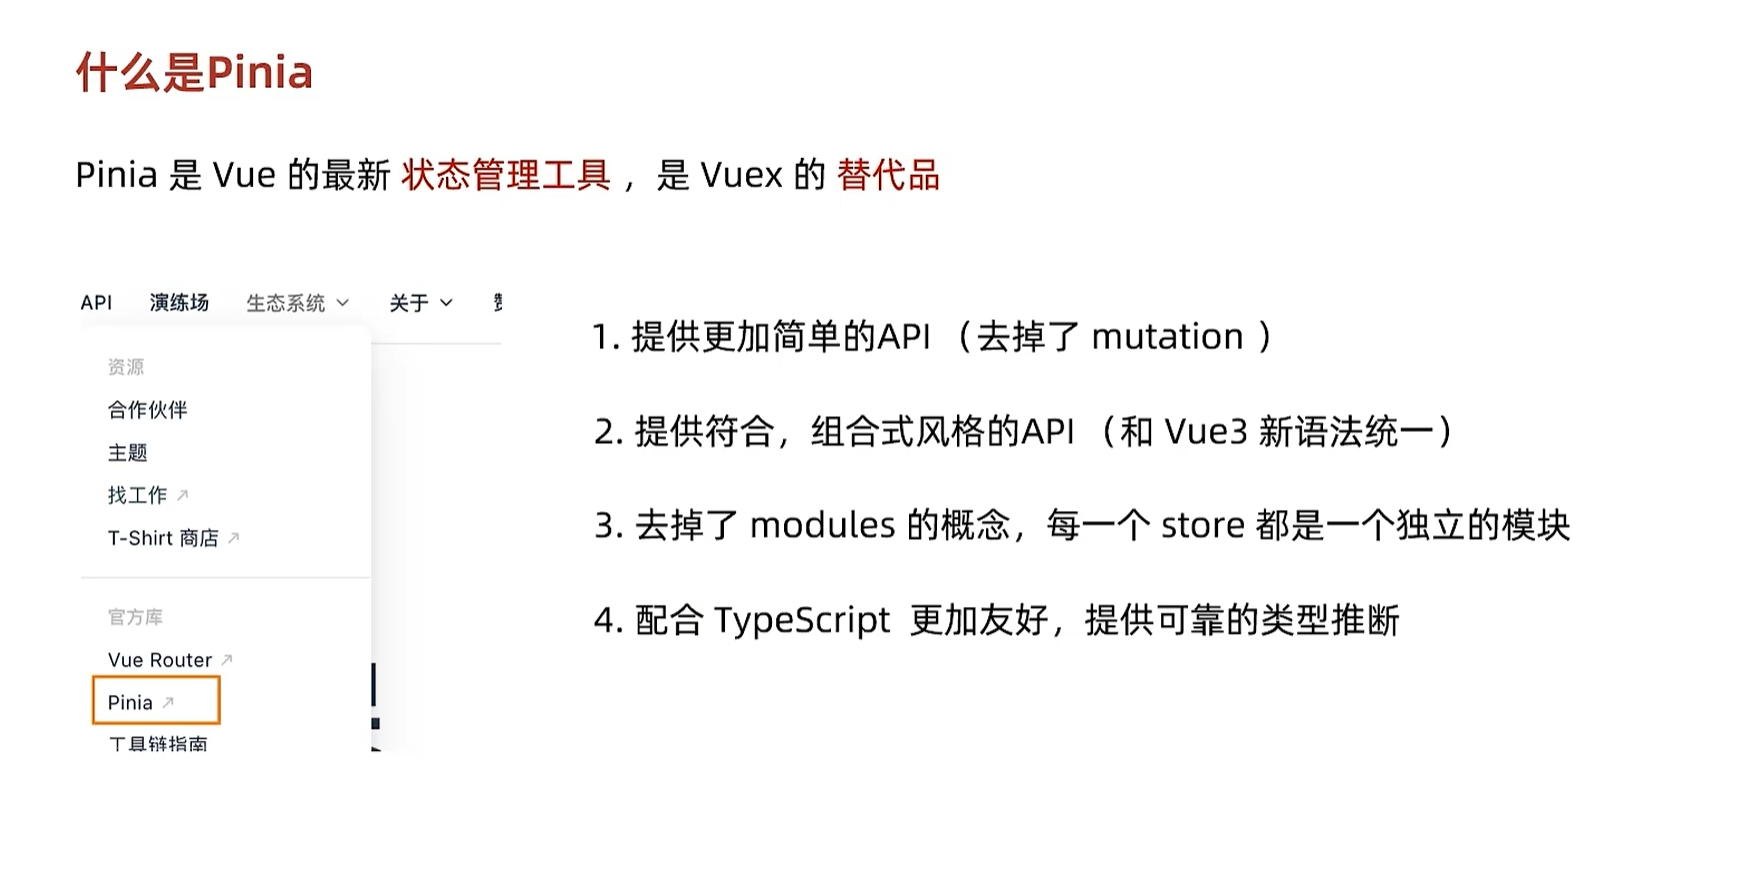 什么是Pinia
Pinia 是 Vue 的最新 状态管理工具 ，是 Vuex 的 替代品
API 演练场 生态系统 关于
资源
合作伙伴
主题
找工作
T-Shirt 商店
官方库
Vue Router
Pinia
工具链指南
1. 提供更加简单的API （去掉了 mutation ）
2. 提供符合，组合式风格的API （和 Vue3 新语法统一）
3. 去掉了 modules 的概念，每一个 store 都是一个独立的模块
4. 配合 TypeScript 更加友好，提供可靠的类型推断